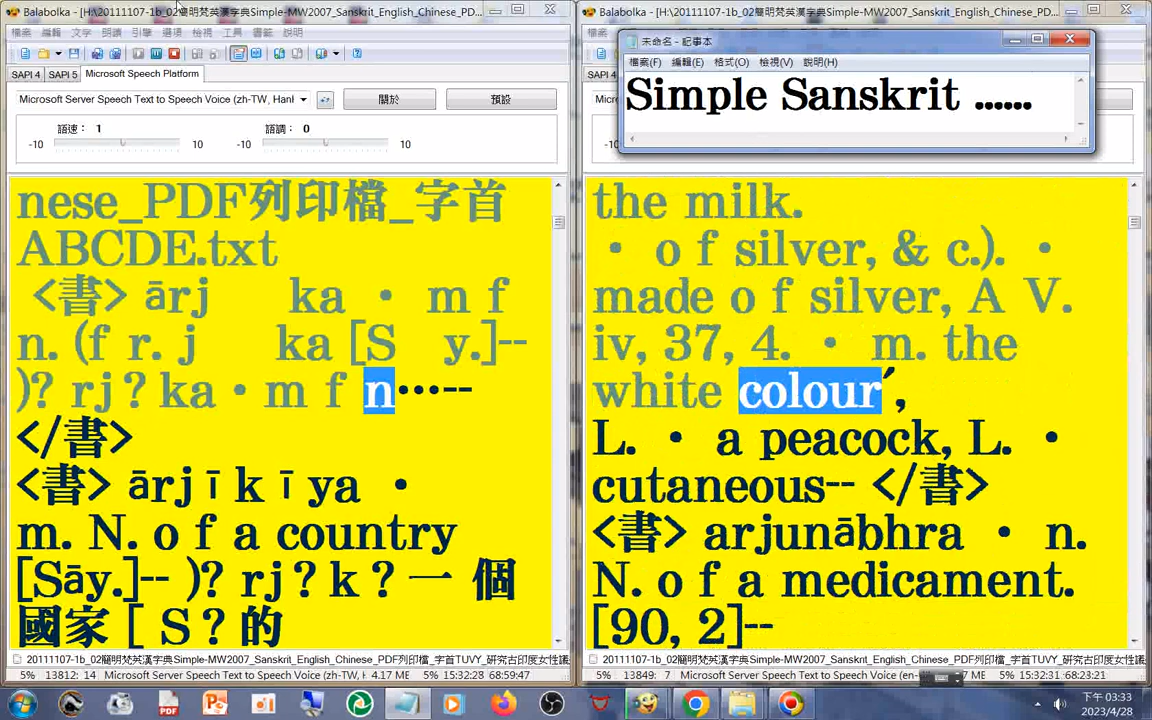 Balabolka - [H:\20111107-1b_02簡明梵英漢字典Simple-MW2007_Sanskrit_English_Chinese_PD...
檔案 編輯 文字 朗讀 引擎 選項 檢視 工具 書籤 說明
SAPI 4 SAPI 5 Microsoft Speech Platform
Microsoft Server Speech Text to Speech Voice (zh-TW, Hanl
關於 預設
語速： 1 語調： 0
-10 10 -10 10
nese_PDF列印檔_字首
ABCDE.txt
<書> ārj ka • m f
n. (f r. j ka [S y.]--
)? rj?ka•m f n•••--
</書>
<書> ārjīkīya •
m. N. o f a country
[Sāy.]-- )? rj?k?一 個
國家 [ S?的
20111107-1b_02簡明梵英漢字典Simple-MW2007_Sanskrit_English_Chinese_PDF列印檔_字首TUVY_研究古印度女性議
5% 13812: 14 Modified 4.17 ME 5% 15:32:28 68:59:47
Balabolka - [H:\20111107-1b_02簡明梵英漢字典Simple-MW2007_Sanskrit_English_Chinese_PD...
未命名 - 記事本
檔案(F) 編輯(E) 格式(O) 檢視(V) 說明(H)
Simple Sanskrit ......
SAPI 4
-10
10
the milk.
• o f silver, & c.). •
made o f silver, A V.
iv, 37, 4. • m. the
white colour´,
L. • a peacock, L. •
cutaneous-- </書>
<書> arjunābhra • n.
N. o f a medicament.
[90, 2]--
20111107-1b_02簡明梵英漢字典Simple-MW2007_Sanskrit_English_Chinese_PDF列印檔_字首TUVY_研究古印度女性議
5% 13849: 7 Microsoft Server Speech Text to Speech Voice (en 5% 15:32:31 68:23:21
下午 03:33
2023/4/28